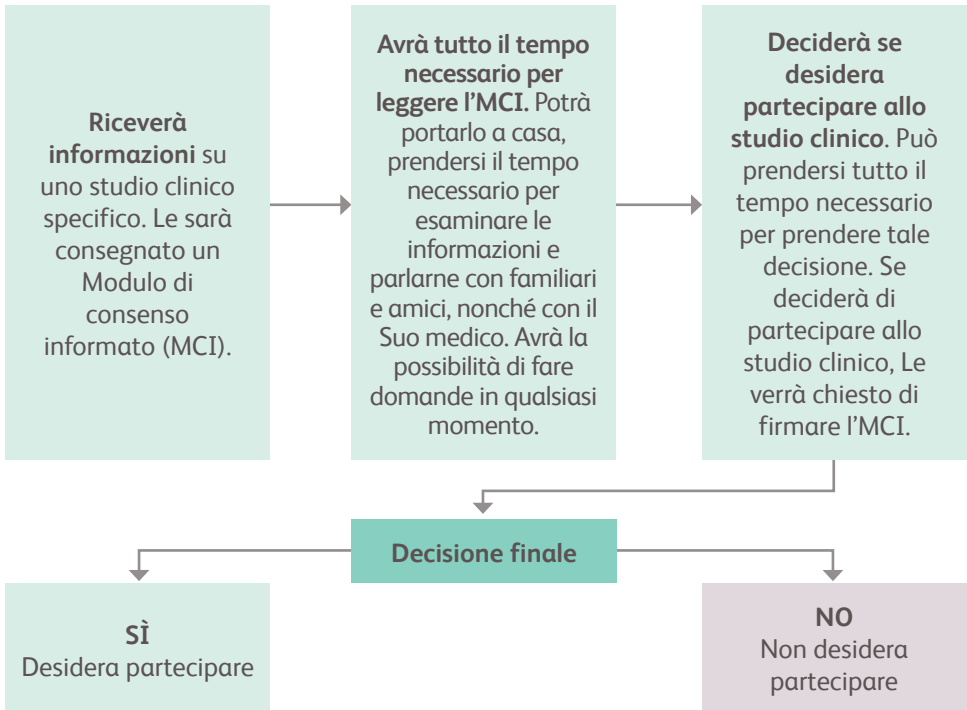 Riceverà
informazioni su
uno studio clinico
specifico. Le sarà
consegnato un
Modulo di
consenso
informato (MCI).
Avrà tutto il tempo
necessario per
leggere l’MCI. Potrà
portarlo a casa,
prendersi il tempo
necessario per
esaminare le
informazioni e
parlarne con familiari
e amici, nonché con il
Suo medico. Avrà la
possibilità di fare
domande in qualsiasi
momento.
Deciderà se
desidera
partecipare allo
studio clinico. Può
prendersi tutto il
tempo necessario
per prendere tale
decisione. Se
deciderà di
partecipare allo
studio clinico, Le
verrà chiesto di
firmare l’MCI.
Decisione finale
SÌ
Desidera partecipare
NO
Non desidera
partecipare